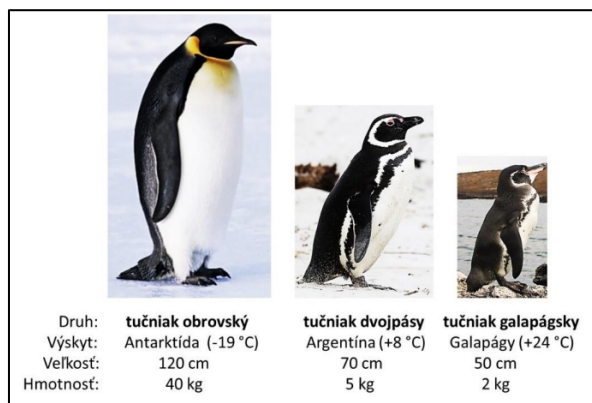 Druh: tučniak obrovský tučniak dvojpásy tučniak galapágsky
Výskyt: Antarktída (-19 °C) Argentína (+8 °C) Galapágy (+24 °C)
Veľkosť: 120 cm 70 cm 50 cm
Hmotnosť: 40 kg 5 kg 2 kg